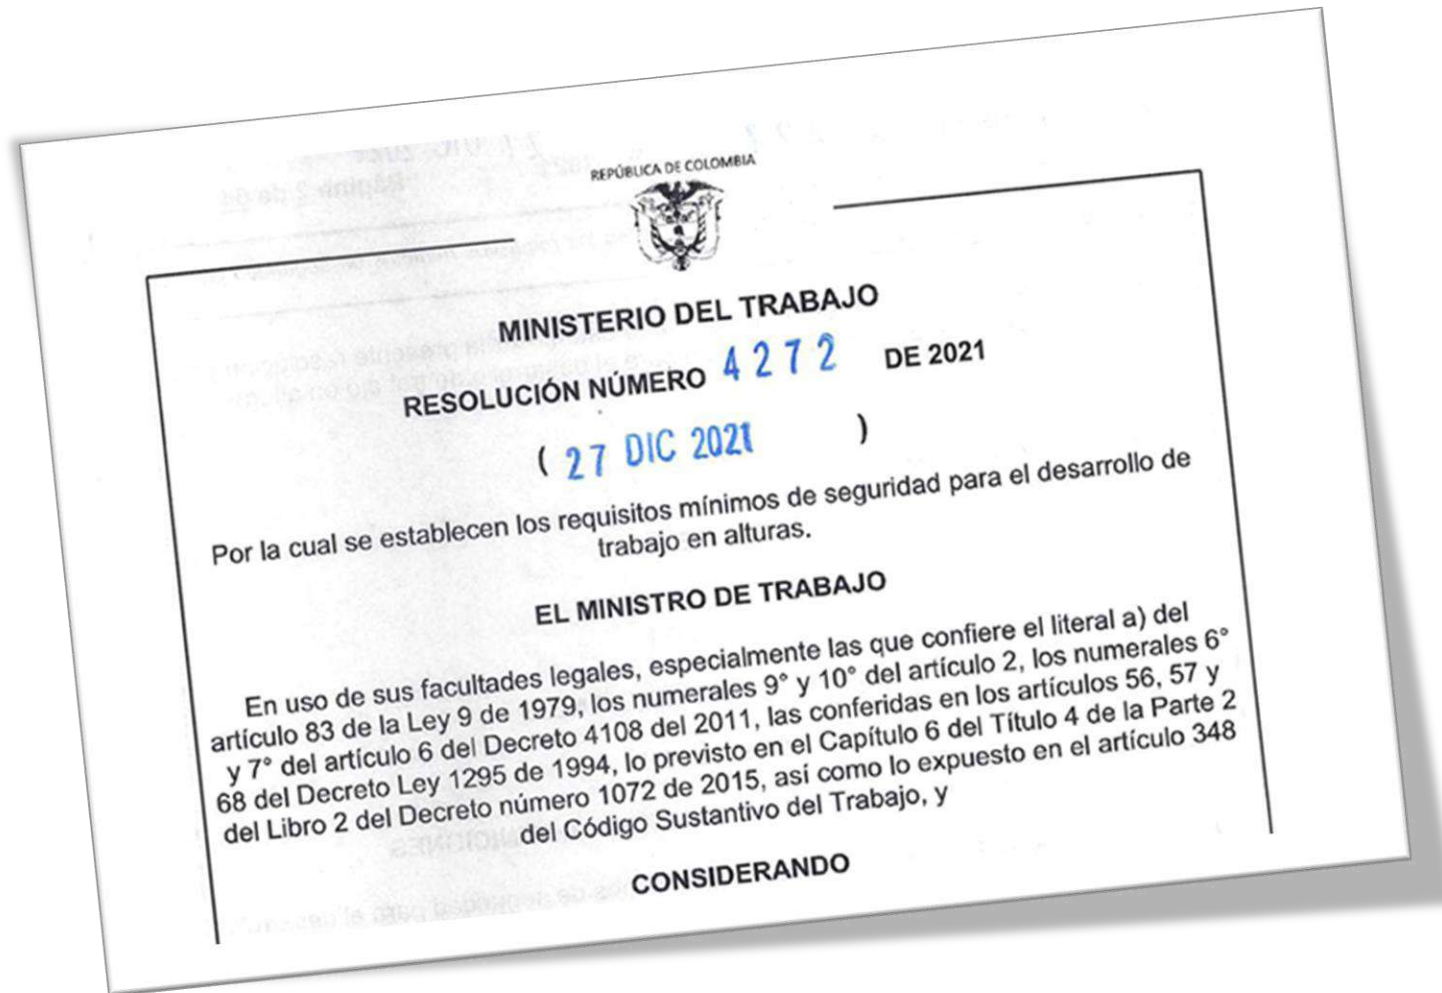 REPÚBLICA DE COLOMBIA
MINISTERIO DEL TRABAJO
RESOLUCIÓN NÚMERO 4272 DE 2021
( 27 DIC 2021 )
Por la cual se establecen los requisitos mínimos de seguridad para el desarrollo de
trabajo en alturas.
EL MINISTRO DE TRABAJO
En uso de sus facultades legales, especialmente las que confiere el literal a) del
artículo 83 de la Ley 9 de 1979, los numerales 9° y 10° del artículo 2, los numerales 6°
y 7° del artículo 6 del Decreto 4108 del 2011, las conferidas en los artículos 56, 57 y
68 del Decreto Ley 1295 de 1994, lo previsto en el Capítulo 6 del Título 4 de la Parte 2
del Libro 2 del Decreto número 1072 de 2015, así como lo expuesto en el artículo 348
del Código Sustantivo del Trabajo, y
CONSIDERANDO